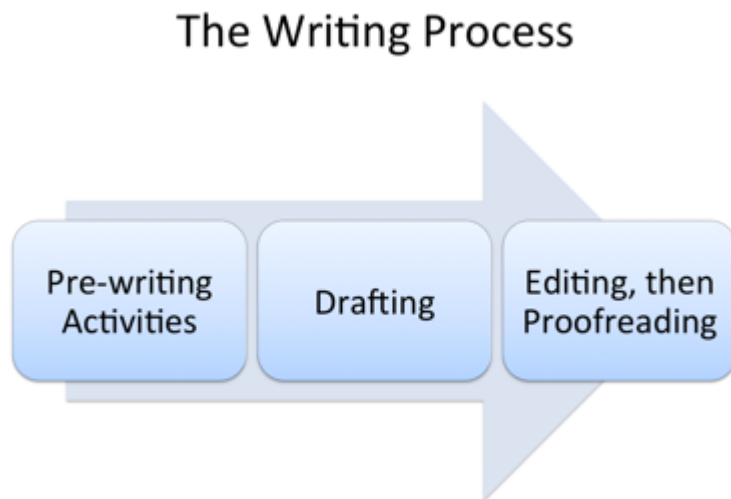 The Writing Process
Pre-writing
Activities
Drafting
Editing, then
Proofreading